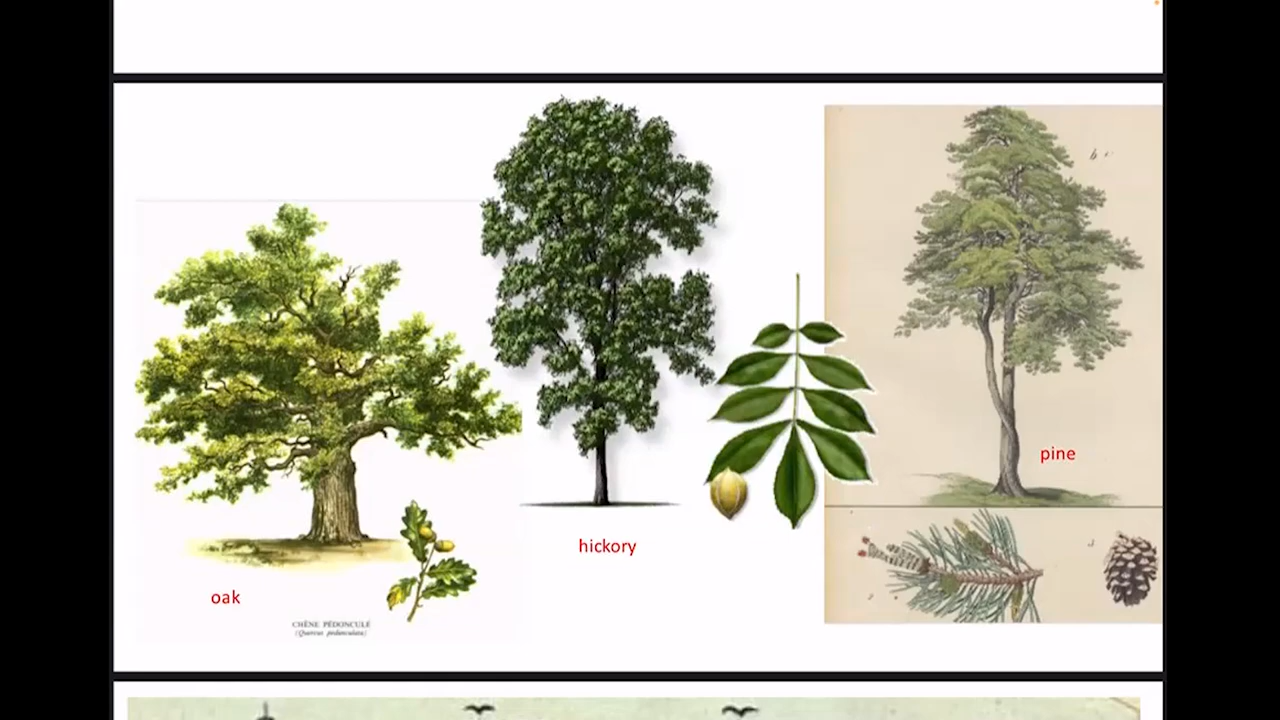 pine
hickory
oak
CHÊNE PÉDONCULÉ
(Quercus pedunculata)